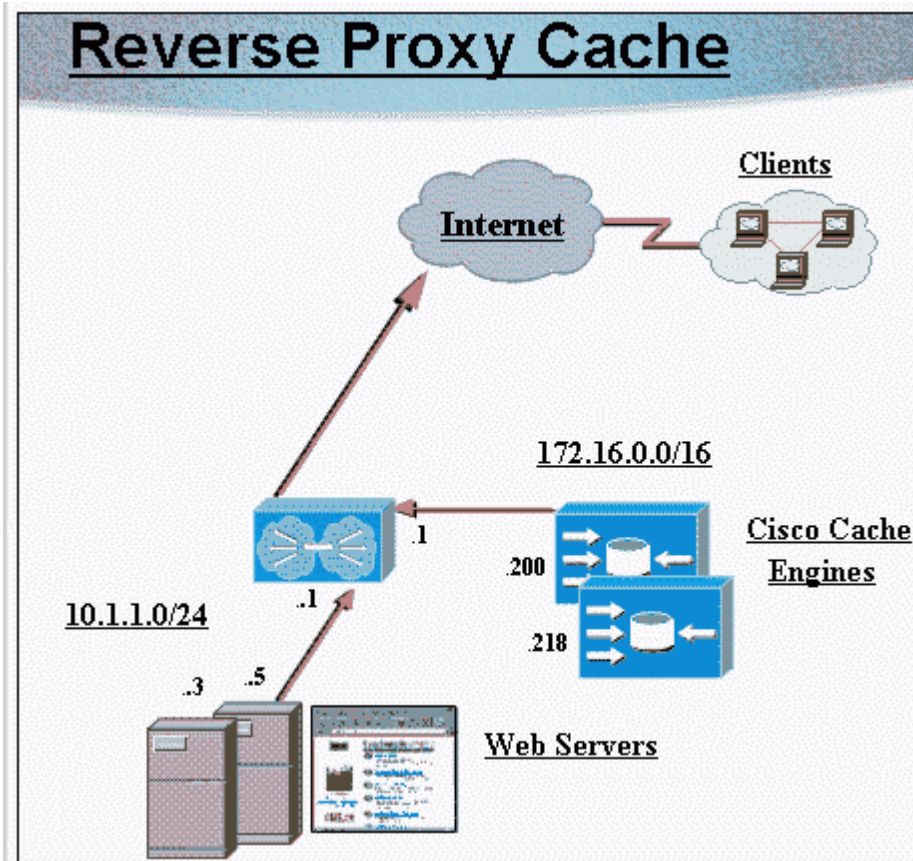 Reverse Proxy Cache
Clients
Internet
172.16.0.0/16
.1
Cisco Cache
Engines
.200
.1
10.1.1.0/24
.218
.3
.5
Web Servers